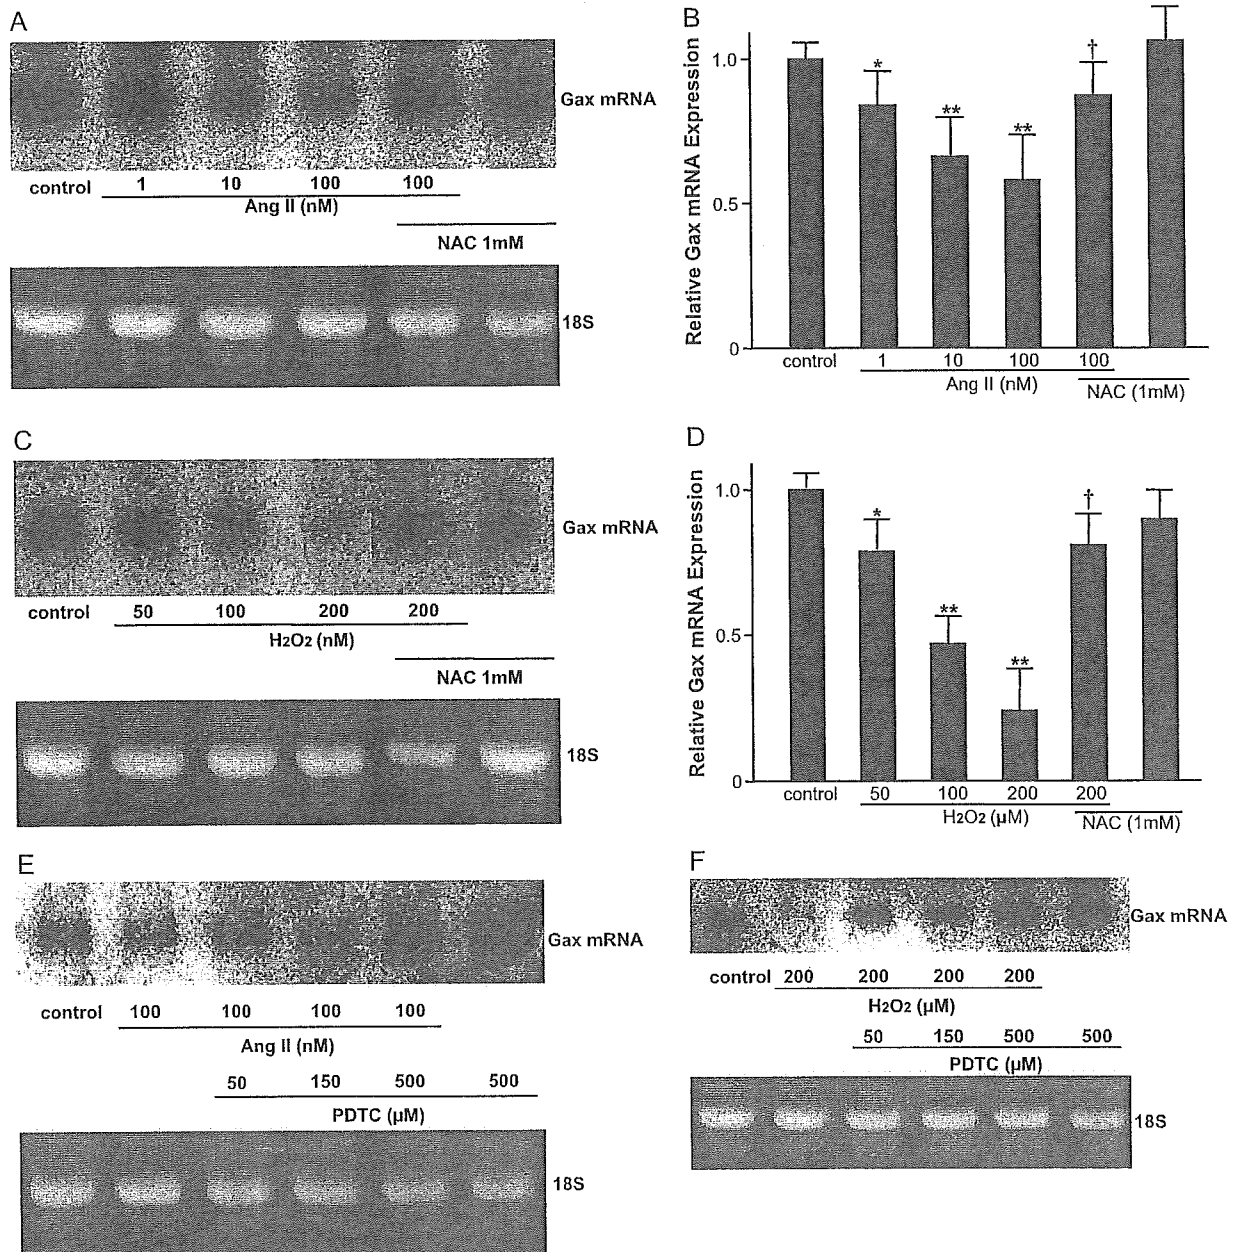 A
Gax mRNA
control 1 10 100 100
Ang II (nM)
NAC 1mM
18S
B
Relative Gax mRNA Expression
1.0
0.5
0
* ** ** †
control 1 10 100 100
Ang II (nM)
NAC (1mM)
C
Gax mRNA
control 50 100 200 200
H2O2 (nM)
NAC 1mM
18S
D
Relative Gax mRNA Expression
1.0
0.5
0
* ** ** †
control 50 100 200 200
H2O2 (µM)
NAC (1mM)
E
Gax mRNA
control 100 100 100 100
Ang II (nM)
50 150 500 500
PDTC (µM)
18S
F
Gax mRNA
control 200 200 200 200
H2O2 (µM)
50 150 500 500
PDTC (µM)
18S